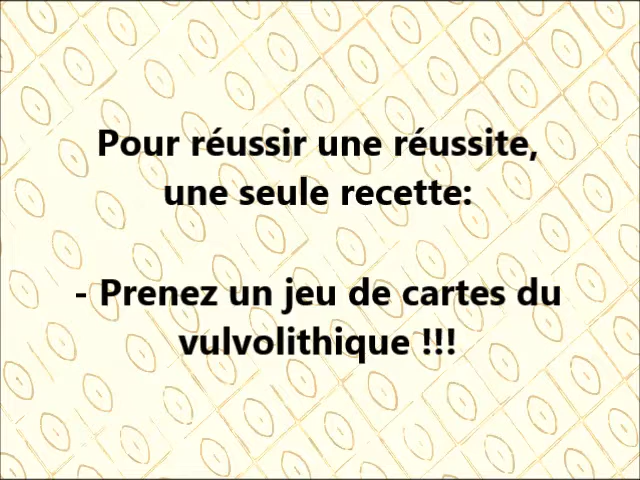 Pour réussir une réussite,
une seule recette:
- Prenez un jeu de cartes du
vulvolithique !!!